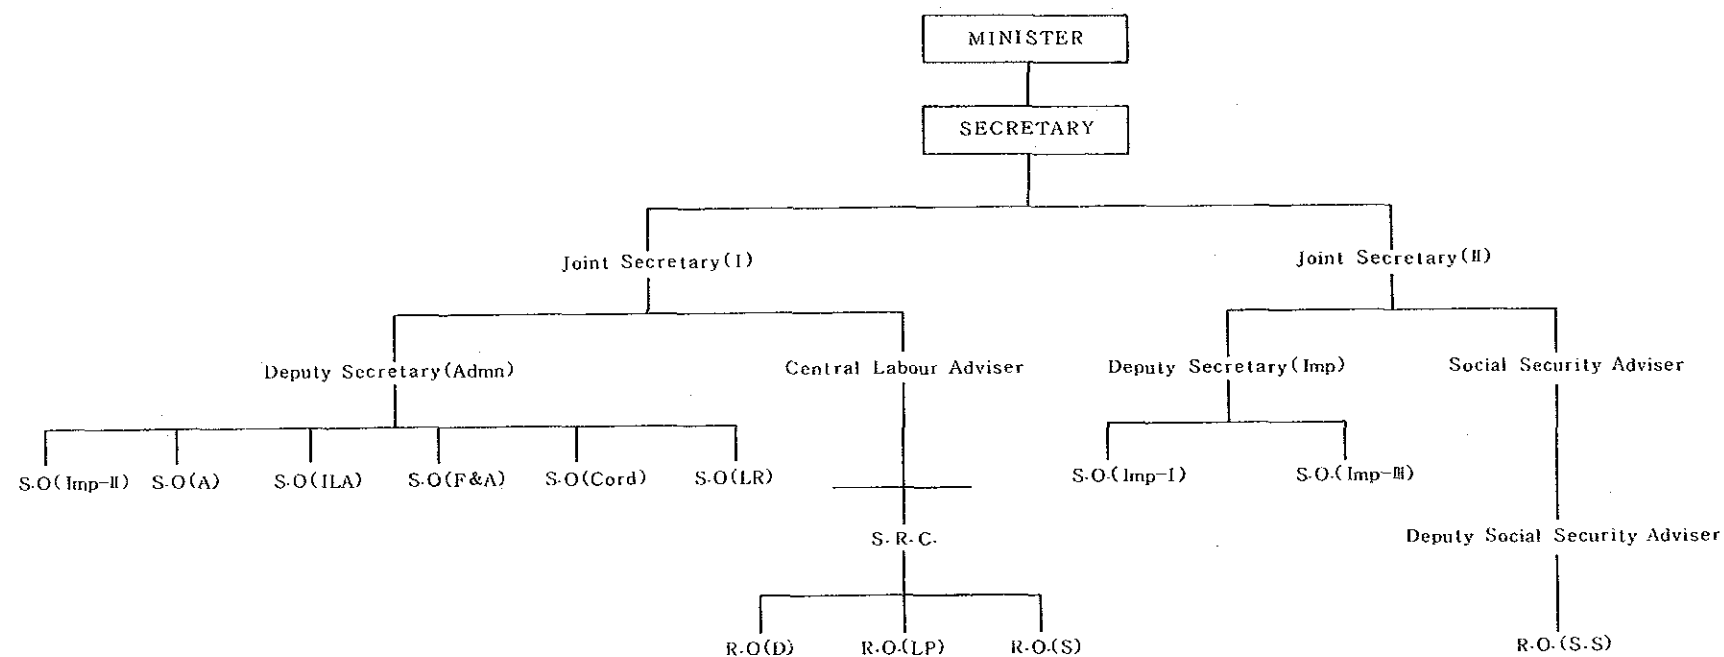 MINISTER
SECRETARY
Joint Secretary(I)
Joint Secretary(II)
Deputy Secretary(Admn)
Central Labour Adviser
Deputy Secretary(Imp)
Social Security Adviser
S.O(Imp-II)
S.O(A)
S.O(ILA)
S.O(F&A)
S.O(Cord)
S.O(LR)
S.O.(Imp-I)
S.O.(Imp-III)
S.R.C.
Deputy Social Security Adviser
R.O(D)
R.O.(LP)
R.O.(S)
R.O.(S.S)